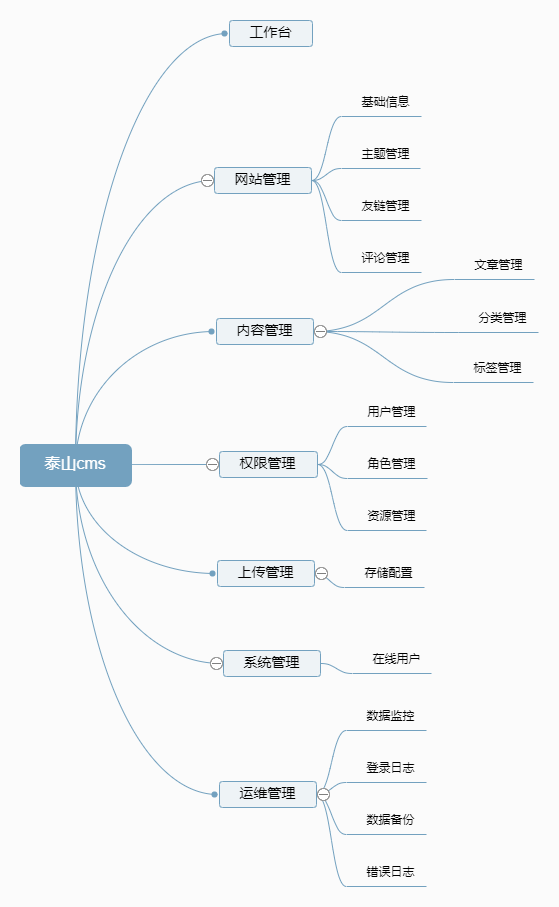 工作台
网站管理
基础信息
主题管理
友链管理
评论管理
内容管理
文章管理
分类管理
标签管理
泰山cms
权限管理
用户管理
角色管理
资源管理
上传管理
存储配置
系统管理
在线用户
运维管理
数据监控
登录日志
数据备份
错误日志